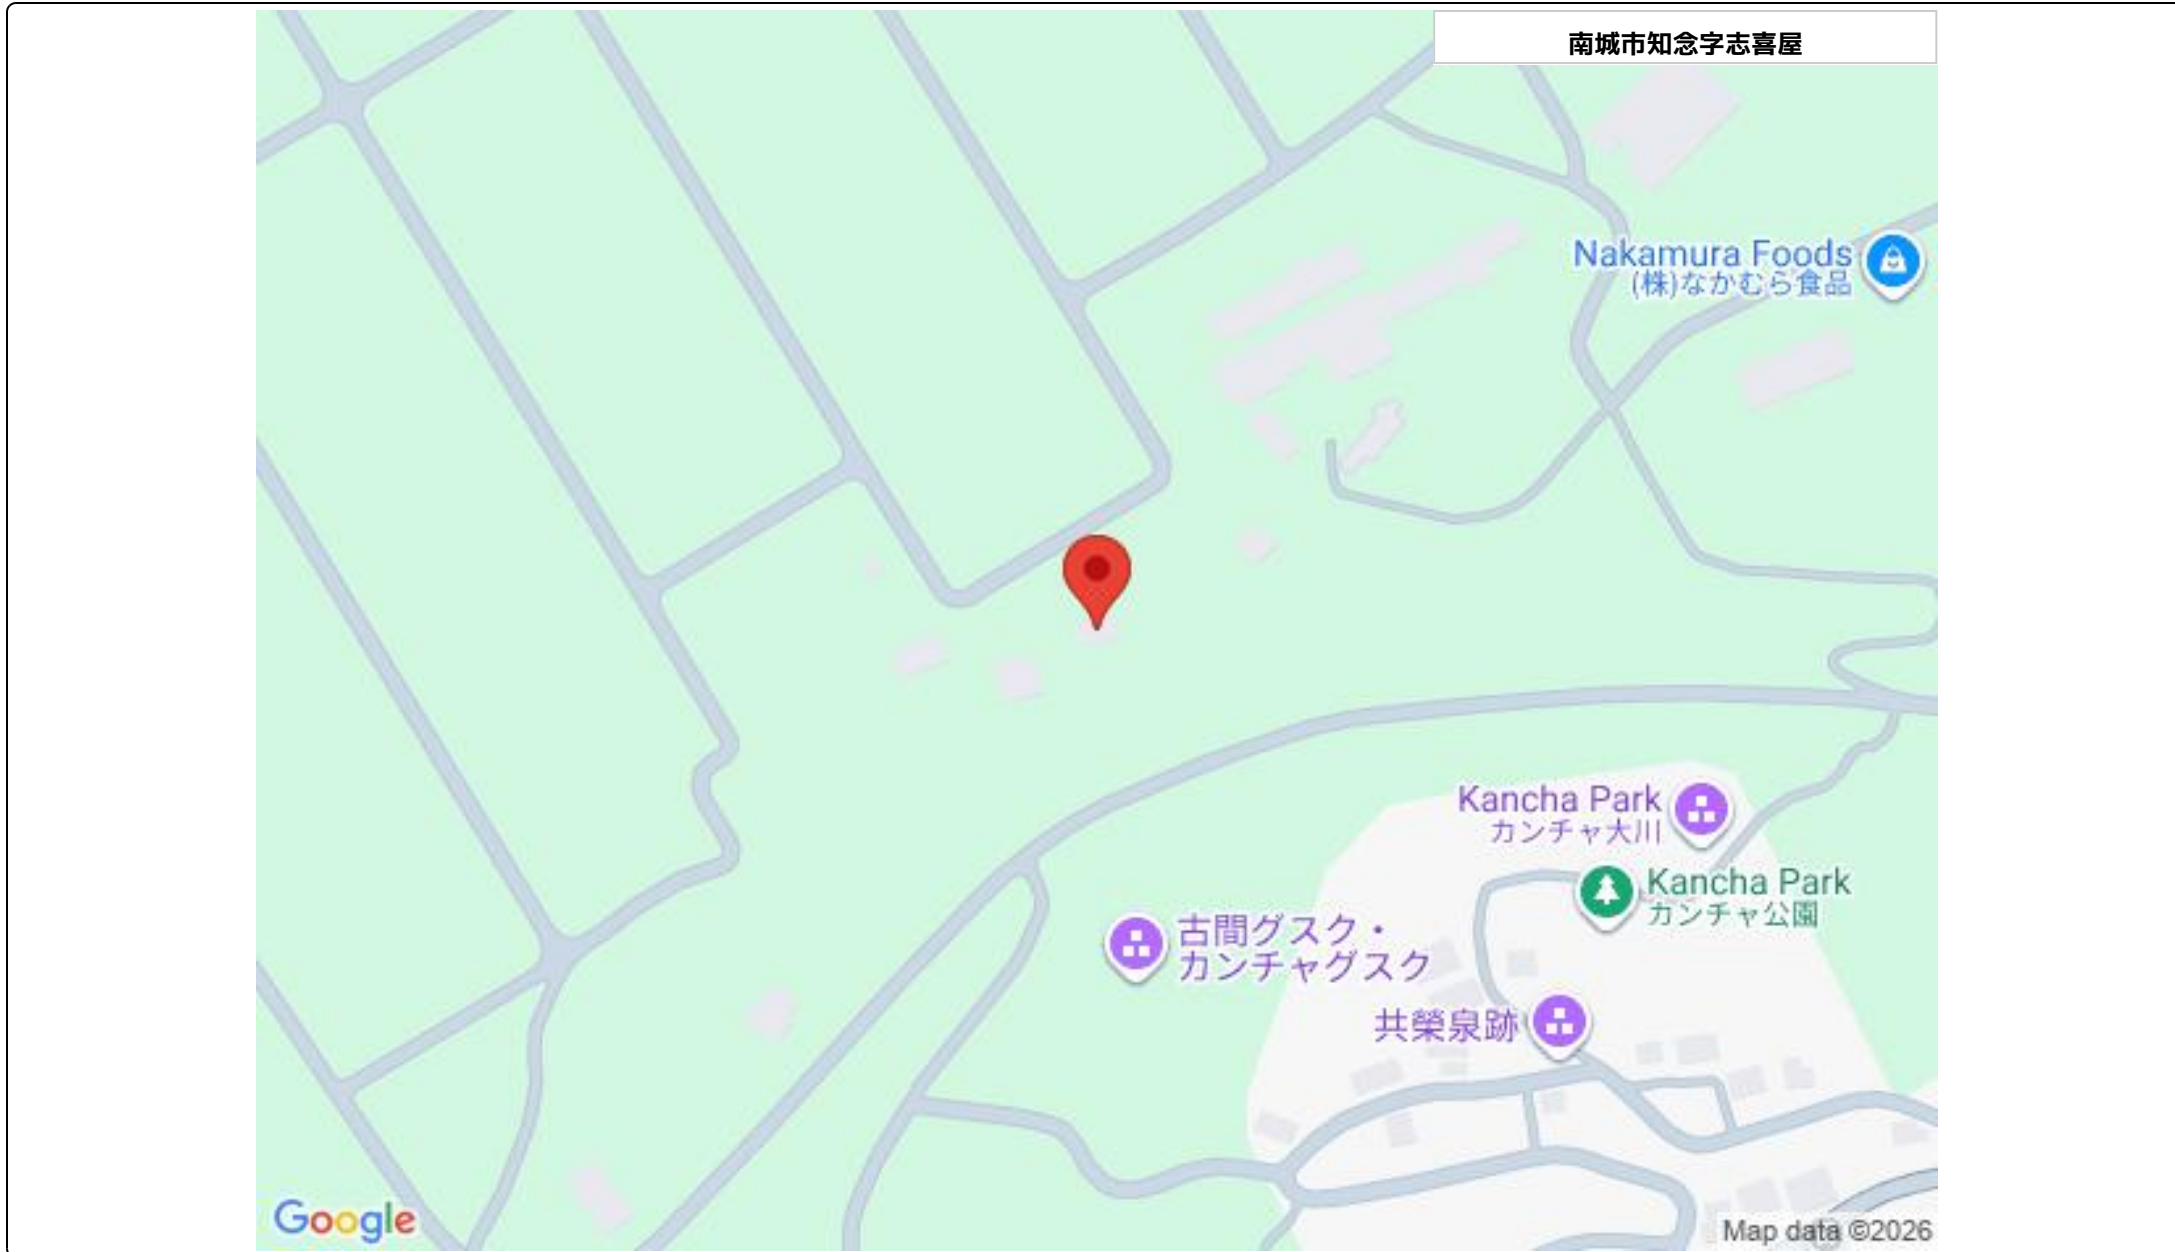 南城市知念字志喜屋
Nakamura Foods
(株)なかむら食品
Kancha Park
カンチャ大川
Kancha Park
カンチャ公園
古間グスク・
カンチャグスク
共榮泉跡
Google
Map data ©2026